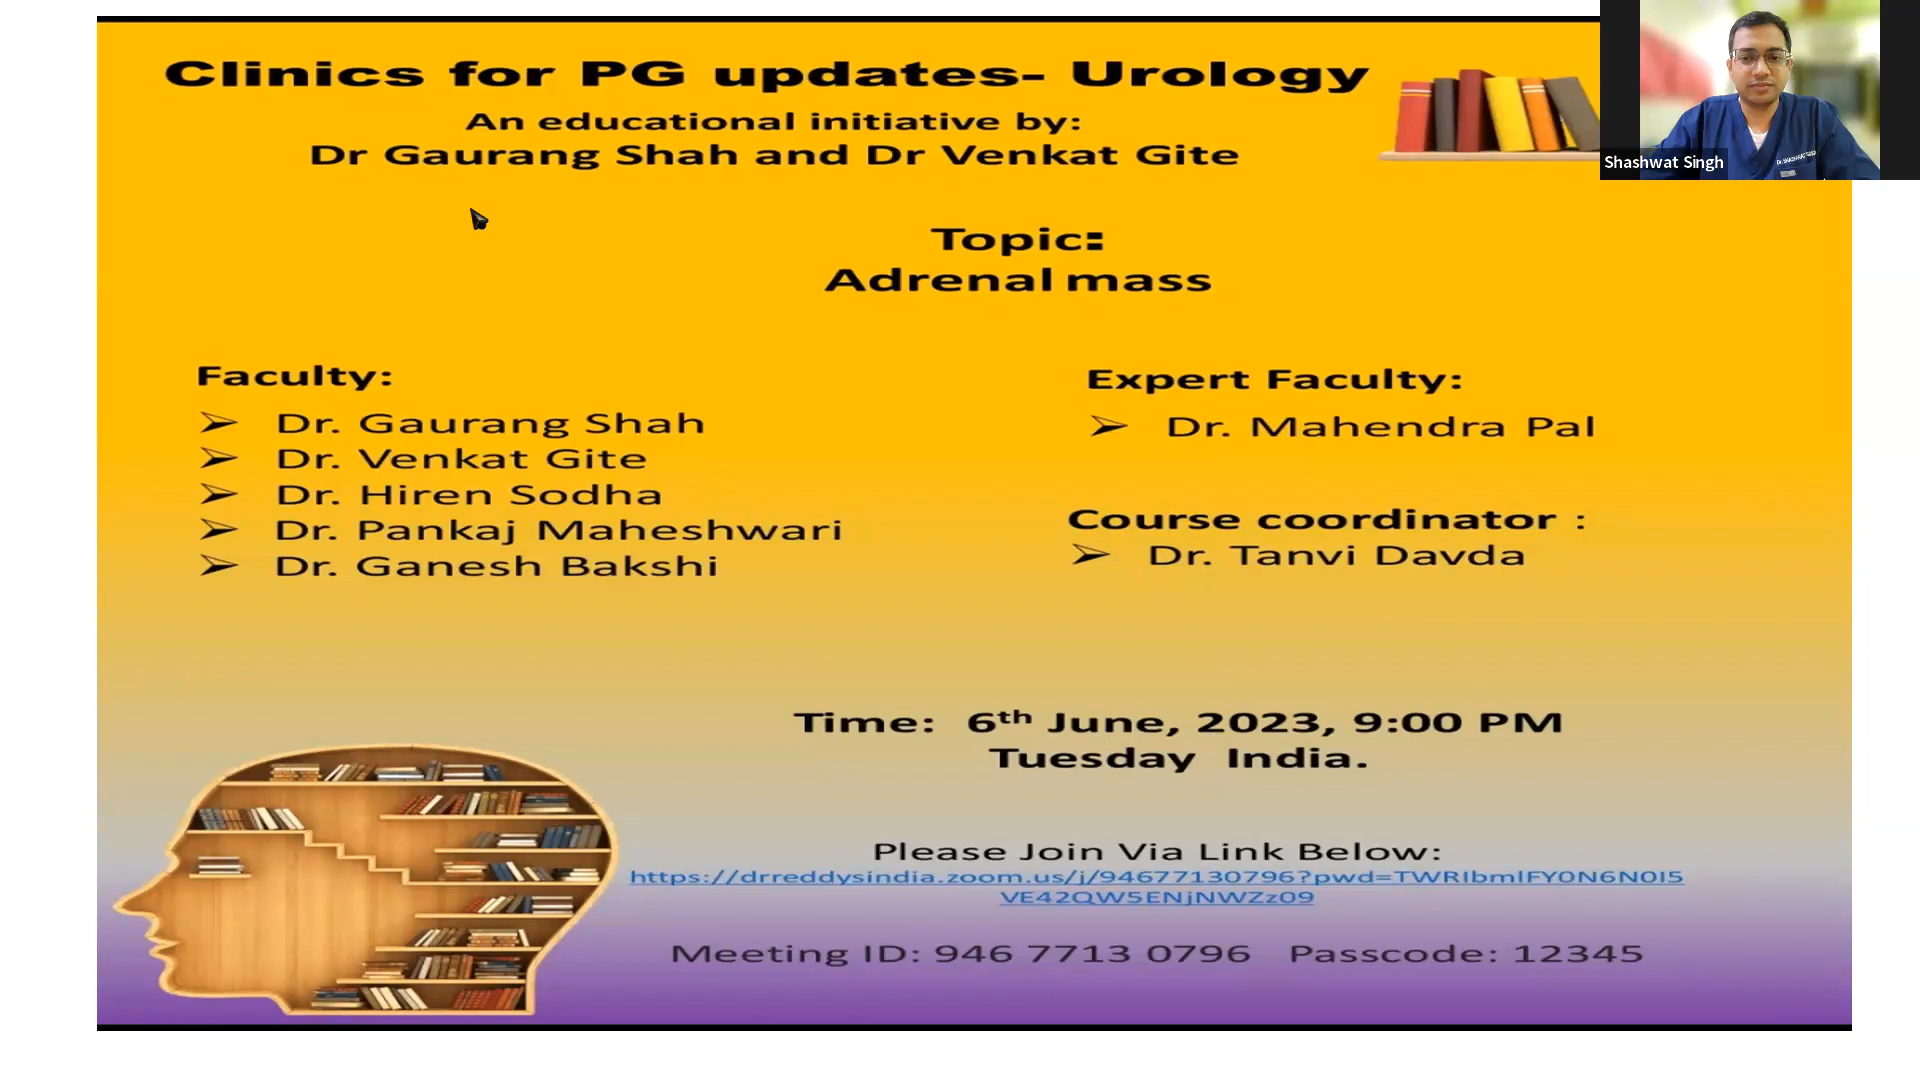 Clinics for PG updates- Urology
An educational initiative by:
Dr Gaurang Shah and Dr Venkat Gite
Shashwat Singh
Topic:
Adrenal mass
Faculty:
➢ Dr. Gaurang Shah
➢ Dr. Venkat Gite
➢ Dr. Hiren Sodha
➢ Dr. Pankaj Maheshwari
➢ Dr. Ganesh Bakshi
Expert Faculty:
➢ Dr. Mahendra Pal
Course coordinator :
➢ Dr. Tanvi Davda
Time: 6th June, 2023, 9:00 PM
Tuesday India.
Please Join Via Link Below:
https://drreddysindia.zoom.us/j/94677130796?pwd=TWRIbmlFY0N6N0I5
VE42QW5ENjNWZz09
Meeting ID: 946 7713 0796 Passcode: 12345